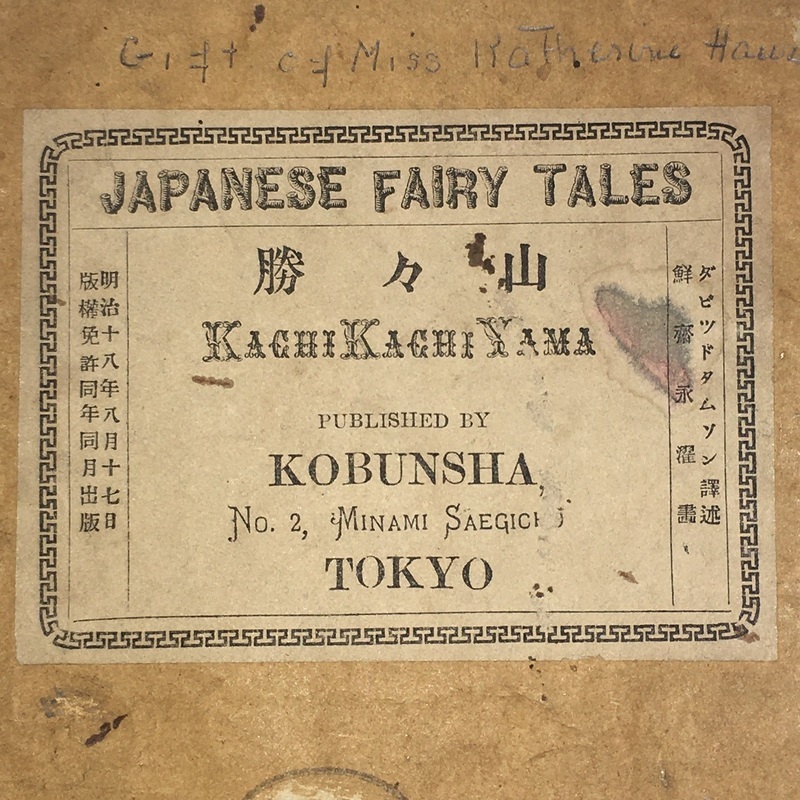 Gift of Miss Katherine
JAPANESE FAIRY TALES
勝々山
KACHI KACHI YAMA
PUBLISHED BY
KOBUNSHA,
No. 2, MINAMI SAEGICHO
TOKYO
ダビツドタムソン譯述
鮮齋永濯畫
明治十八年八月十七日
版權免許同年同月出版